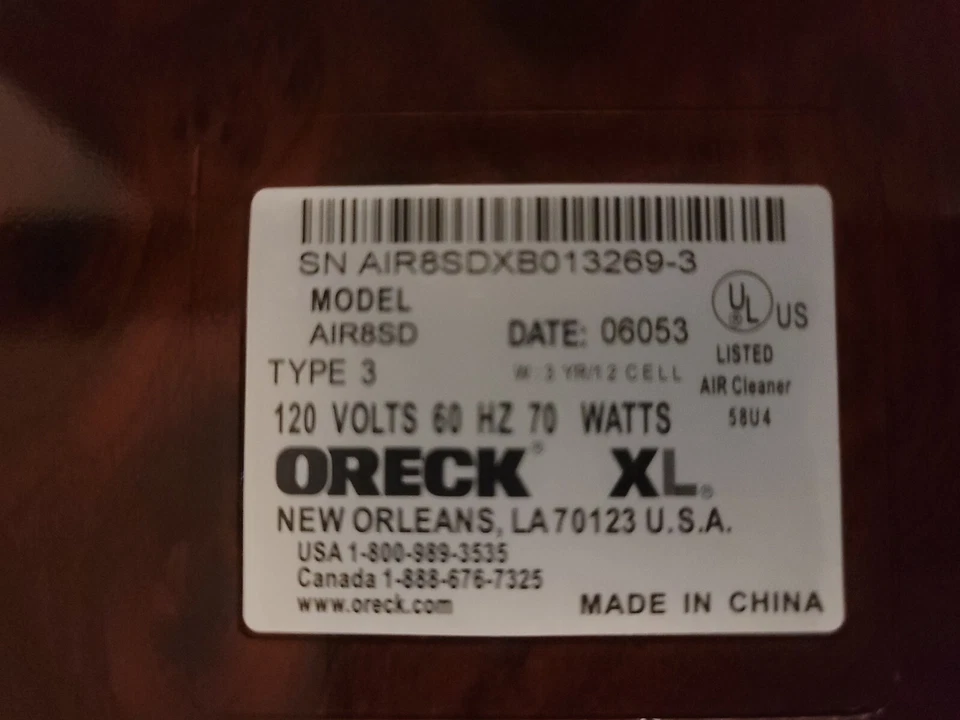 SN AIR8SDXB013269-3
MODEL
AIR8SD
DATE: 06053
UL
®
US
LISTED
TYPE 3
W: 3 YR/12 CELL
AIR Cleaner
58U4
120 VOLTS 60 HZ 70 WATTS
ORECK® XL®
NEW ORLEANS, LA 70123 U.S.A.
USA 1-800-989-3535
Canada 1-888-676-7325
www.oreck.com
MADE IN CHINA